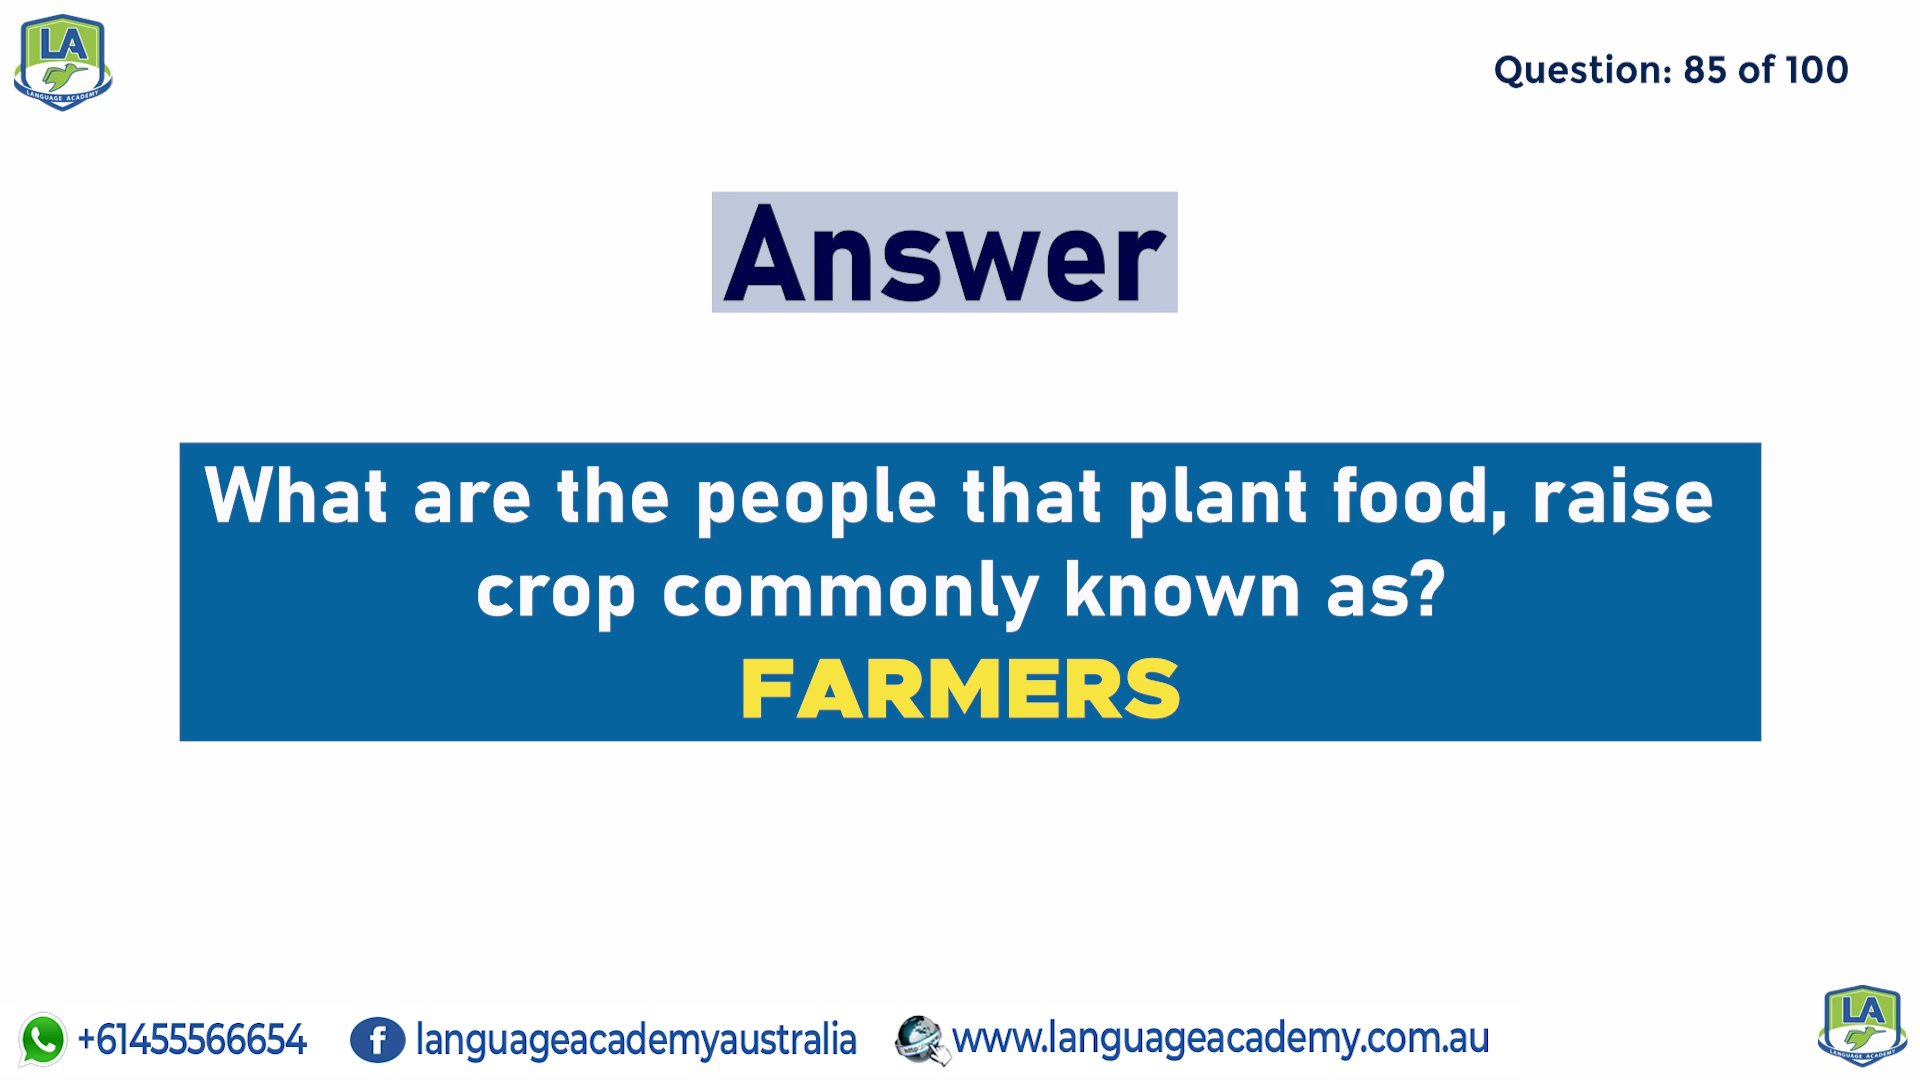 LA
LANGUAGE ACADEMY
Question: 85 of 100
Answer
What are the people that plant food, raise
crop commonly known as?
FARMERS
+61455566654
f languageacademyaustralia
http
www.languageacademy.com.au
LA
LANGUAGE ACADEMY